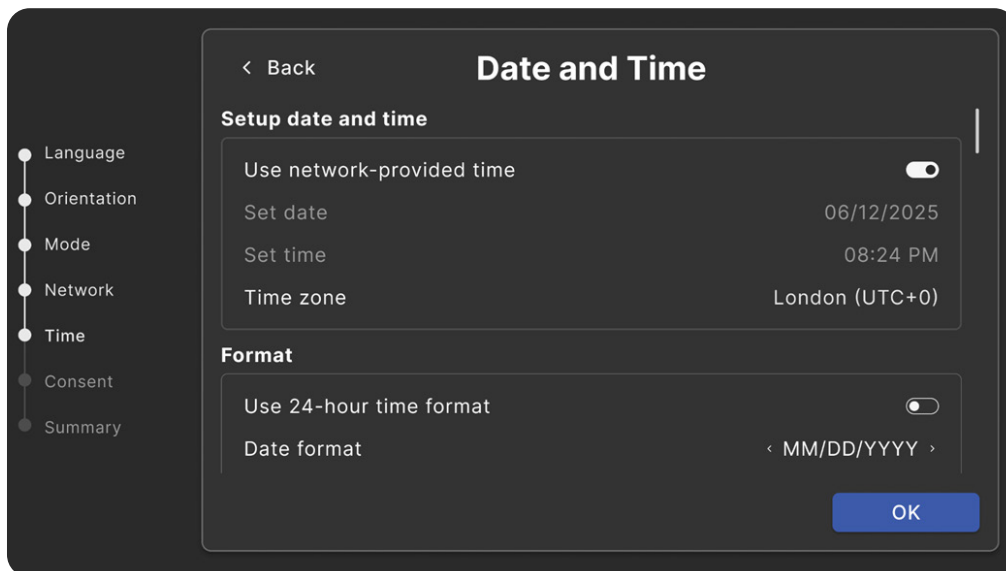 Back
Date and Time
Language
Orientation
Mode
Network
Time
Consent
Summary
Setup date and time
Use network-provided time
Set date 06/12/2025
Set time 08:24 PM
Time zone London (UTC+0)
Format
Use 24-hour time format
Date format ‹ MM/DD/YYYY ›
OK